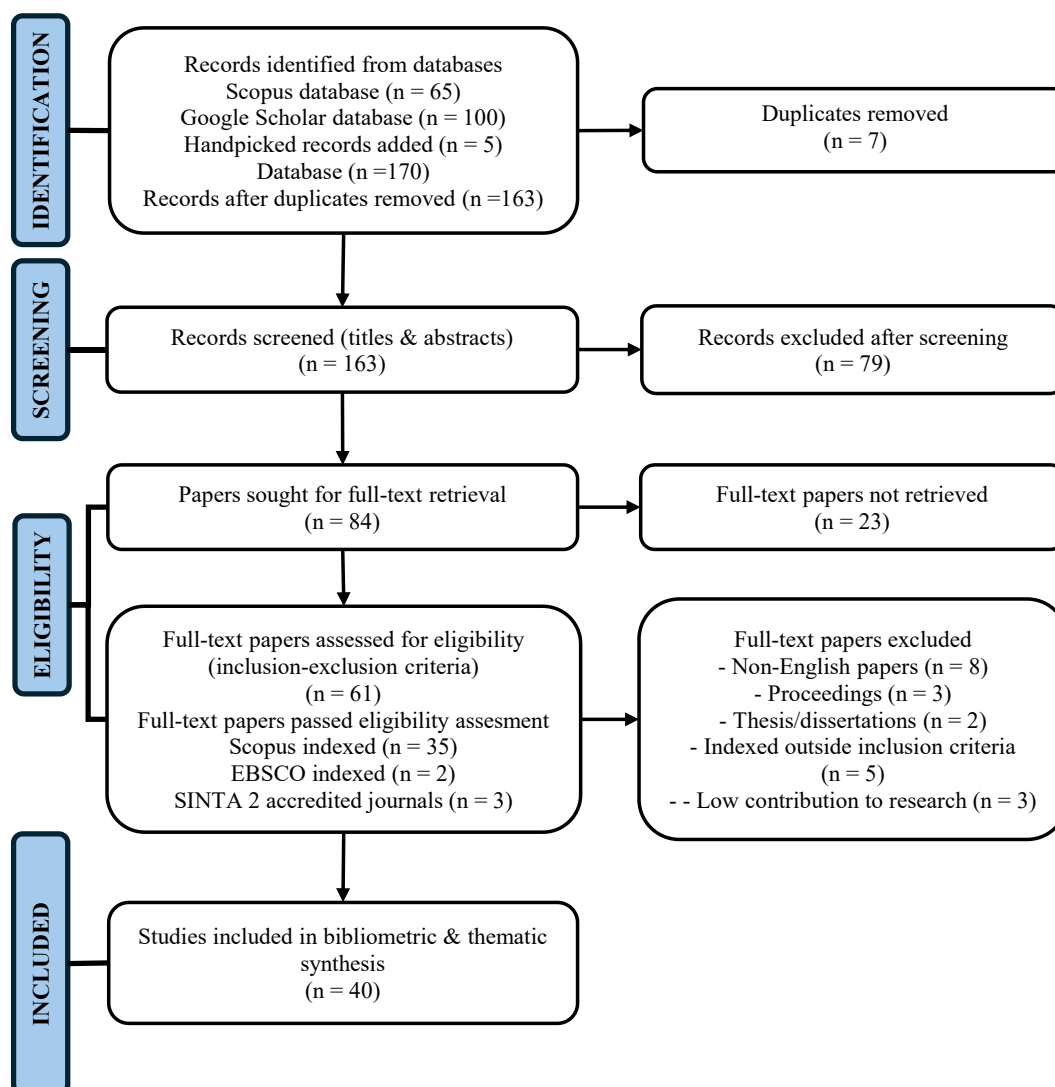 IDENTIFICATION
Records identified from databases
Scopus database (n = 65)
Google Scholar database (n = 100)
Handpicked records added (n = 5)
Database (n =170)
Records after duplicates removed (n =163)
Duplicates removed
(n = 7)
SCREENING
Records screened (titles & abstracts)
(n = 163)
Records excluded after screening
(n = 79)
ELIGIBILITY
Papers sought for full-text retrieval
(n = 84)
Full-text papers not retrieved
(n = 23)
Full-text papers assessed for eligibility
(inclusion-exclusion criteria)
(n = 61)
Full-text papers passed eligibility assesment
Scopus indexed (n = 35)
EBSCO indexed (n = 2)
SINTA 2 accredited journals (n = 3)
Full-text papers excluded
- Non-English papers (n = 8)
- Proceedings (n = 3)
- Thesis/dissertations (n = 2)
- Indexed outside inclusion criteria
(n = 5)
- - Low contribution to research (n = 3)
INCLUDED
Studies included in bibliometric & thematic
synthesis
(n = 40)